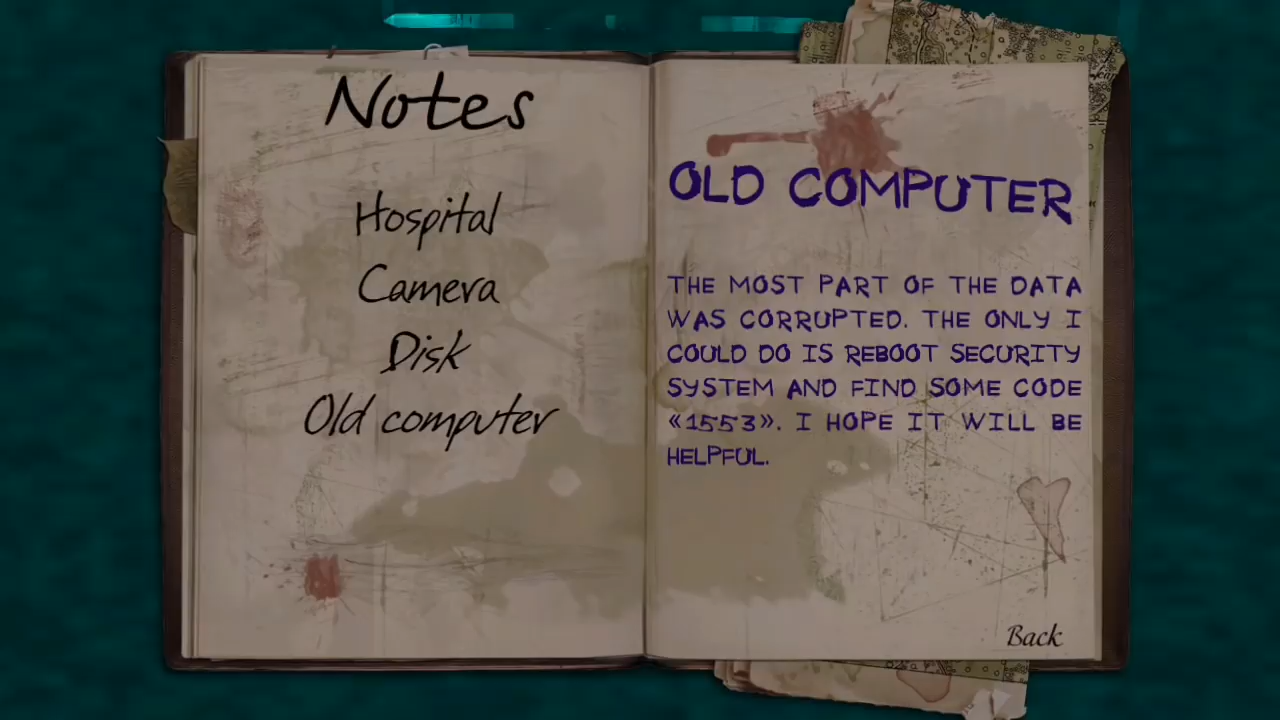 Notes
Hospital
Camera
Disk
Old computer
OLD COMPUTER
THE MOST PART OF THE DATA
WAS CORRUPTED. THE ONLY I
COULD DO IS REBOOT SECURITY
SYSTEM AND FIND SOME CODE
«1553». I HOPE IT WILL BE
HELPFUL.
Back